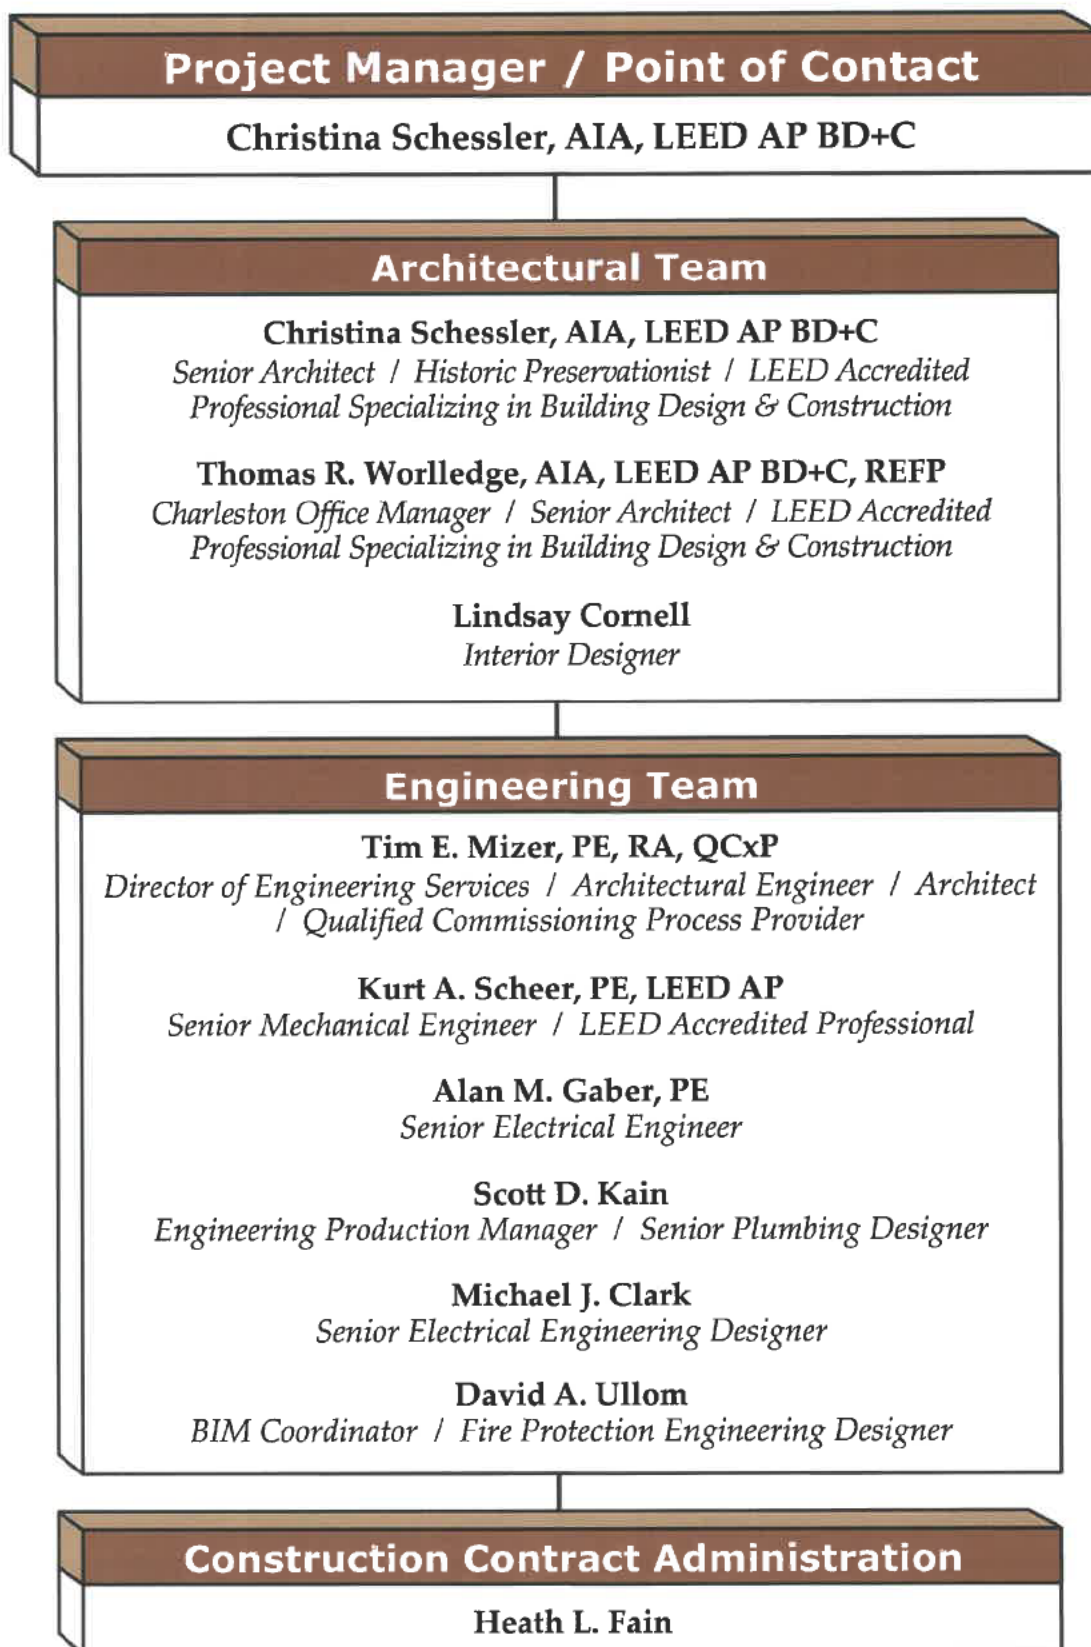 Project Manager / Point of Contact
Christina Schessler, AIA, LEED AP BD+C
Architectural Team
Christina Schessler, AIA, LEED AP BD+C
Senior Architect / Historic Preservationist / LEED Accredited
Professional Specializing in Building Design & Construction
Thomas R. Worlledge, AIA, LEED AP BD+C, REFP
Charleston Office Manager / Senior Architect / LEED Accredited
Professional Specializing in Building Design & Construction
Lindsay Cornell
Interior Designer
Engineering Team
Tim E. Mizer, PE, RA, QCxP
Director of Engineering Services / Architectural Engineer / Architect
/ Qualified Commissioning Process Provider
Kurt A. Scheer, PE, LEED AP
Senior Mechanical Engineer / LEED Accredited Professional
Alan M. Gaber, PE
Senior Electrical Engineer
Scott D. Kain
Engineering Production Manager / Senior Plumbing Designer
Michael J. Clark
Senior Electrical Engineering Designer
David A. Ullom
BIM Coordinator / Fire Protection Engineering Designer
Construction Contract Administration
Heath L. Fain